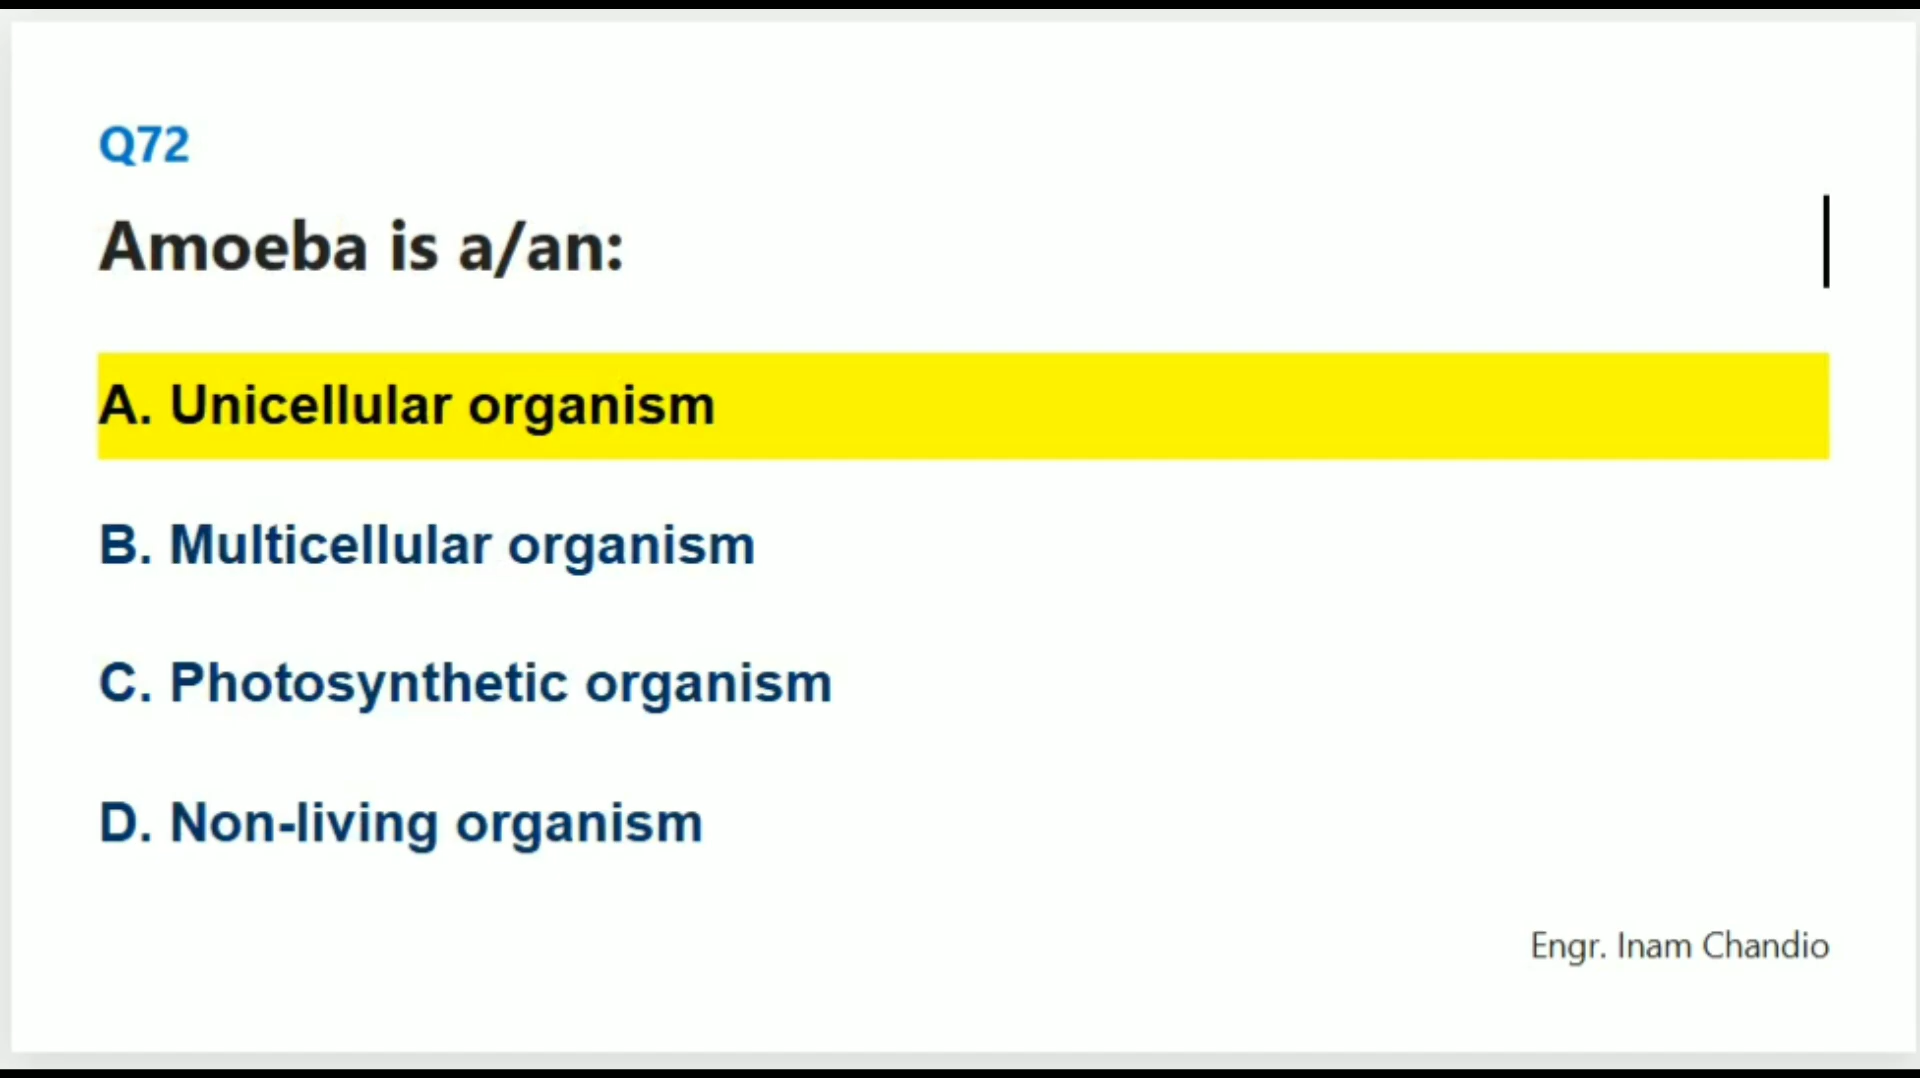 Q72
Amoeba is a/an:
A. Unicellular organism
B. Multicellular organism
C. Photosynthetic organism
D. Non-living organism
Engr. Inam Chandio